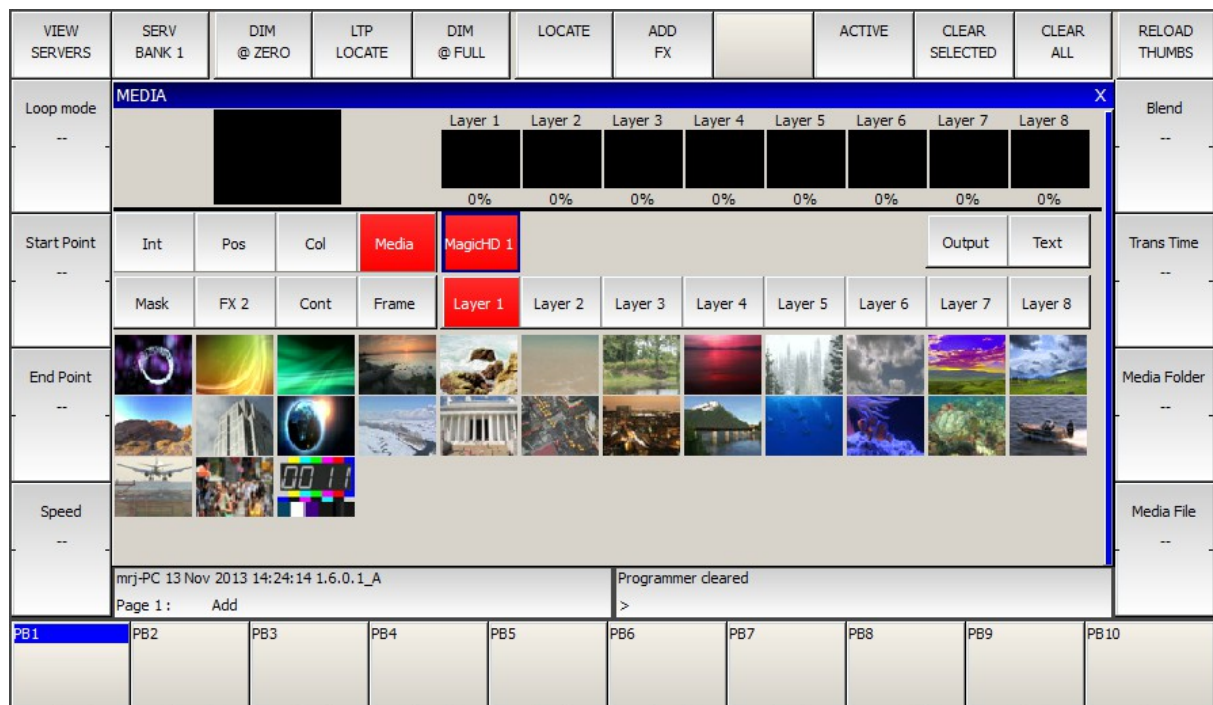 VIEW
SERVERS
SERV
BANK 1
DIM
@ ZERO
LTP
LOCATE
DIM
@ FULL
LOCATE
ADD
FX
ACTIVE
CLEAR
SELECTED
CLEAR
ALL
RELOAD
THUMBS
Loop mode
--
MEDIA
X
Blend
--
Layer 1
Layer 2
Layer 3
Layer 4
Layer 5
Layer 6
Layer 7
Layer 8
0%
0%
0%
0%
0%
0%
0%
0%
Start Point
--
Int
Pos
Col
Media
MagicHD 1
Output
Text
Trans Time
--
Mask
FX 2
Cont
Frame
Layer 1
Layer 2
Layer 3
Layer 4
Layer 5
Layer 6
Layer 7
Layer 8
End Point
--
Media Folder
--
00 11
Speed
--
Media File
--
mrj-PC 13 Nov 2013 14:24:14 1.6.0.1_A
Programmer cleared
Page 1 : Add
>
PB1
PB2
PB3
PB4
PB5
PB6
PB7
PB8
PB9
PB10